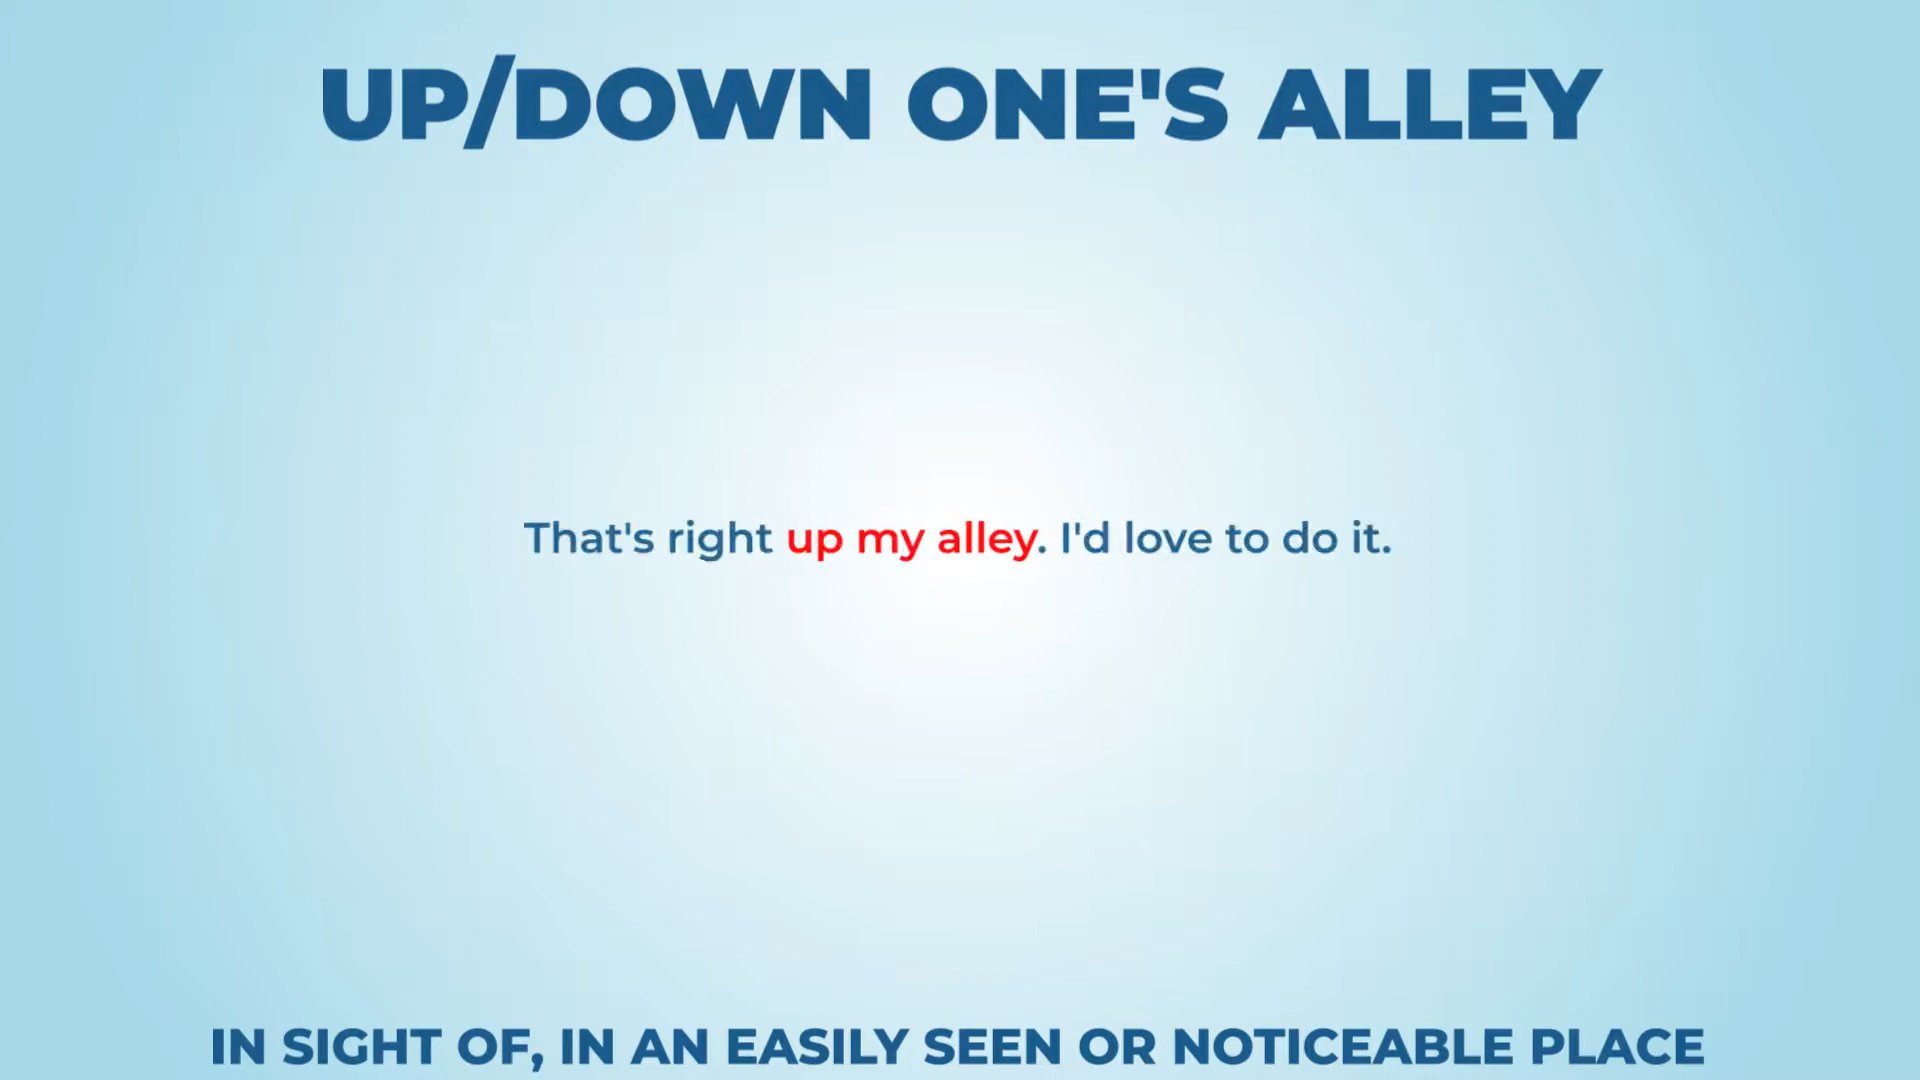 UP/DOWN ONE'S ALLEY
That's right up my alley. I'd love to do it.
IN SIGHT OF, IN AN EASILY SEEN OR NOTICEABLE PLACE